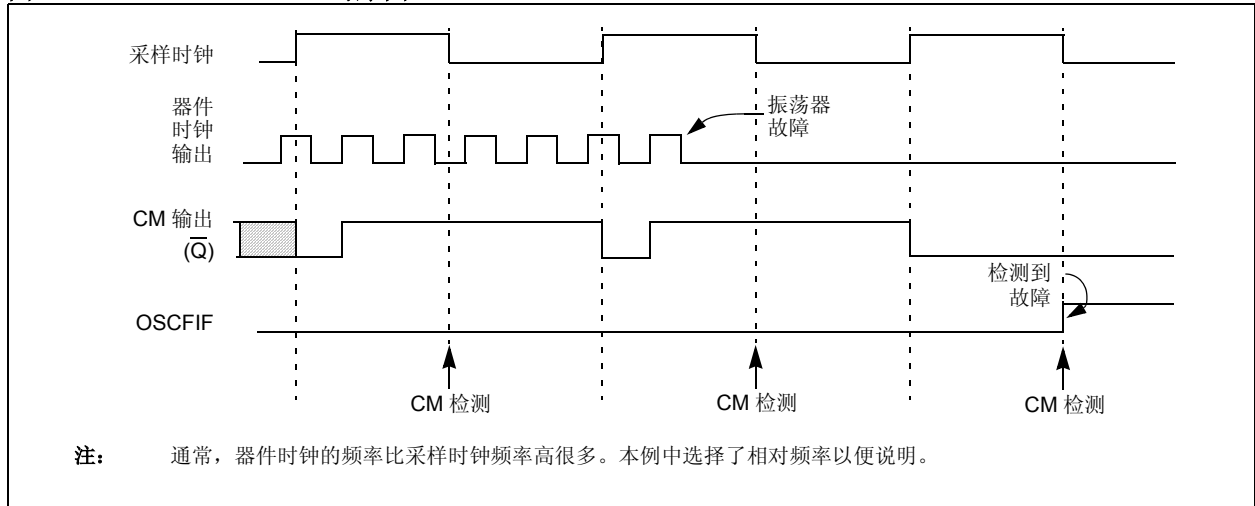 采样时钟
器件
时钟
输出
振荡器
故障
CM 输出
(Q̅)
检测到
故障
OSCFIF
CM 检测
CM 检测
CM 检测
注： 通常，器件时钟的频率比采样时钟频率高很多。本例中选择了相对频率以便说明。